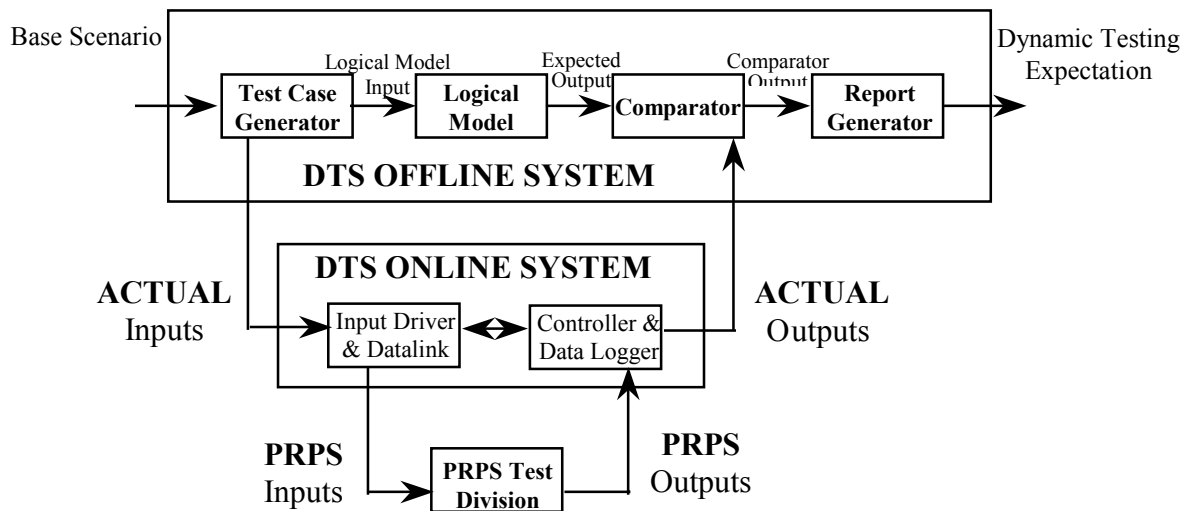 Base Scenario
Dynamic Testing
Expectation
Logical Model
Input
Expected
Output
Comparator
Output
Test Case
Generator
Logical
Model
Comparator
Report
Generator
DTS OFFLINE SYSTEM
DTS ONLINE SYSTEM
ACTUAL
Inputs
Input Driver
& Datalink
Controller &
Data Logger
ACTUAL
Outputs
PRPS
Inputs
PRPS Test
Division
PRPS
Outputs